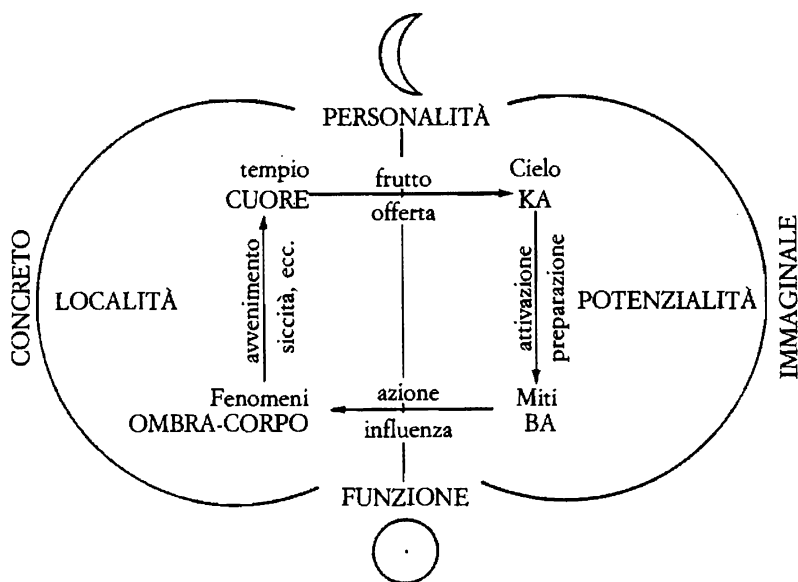 PERSONALITÀ
tempio
CUORE
frutto
offerta
Cielo
KA
CONCRETO
LOCALITÀ
avvenimento
siccità, ecc.
attivazione
preparazione
POTENZIALITÀ
IMMAGINALE
Fenomeni
OMBRA-CORPO
azione
influenza
Miti
BA
FUNZIONE